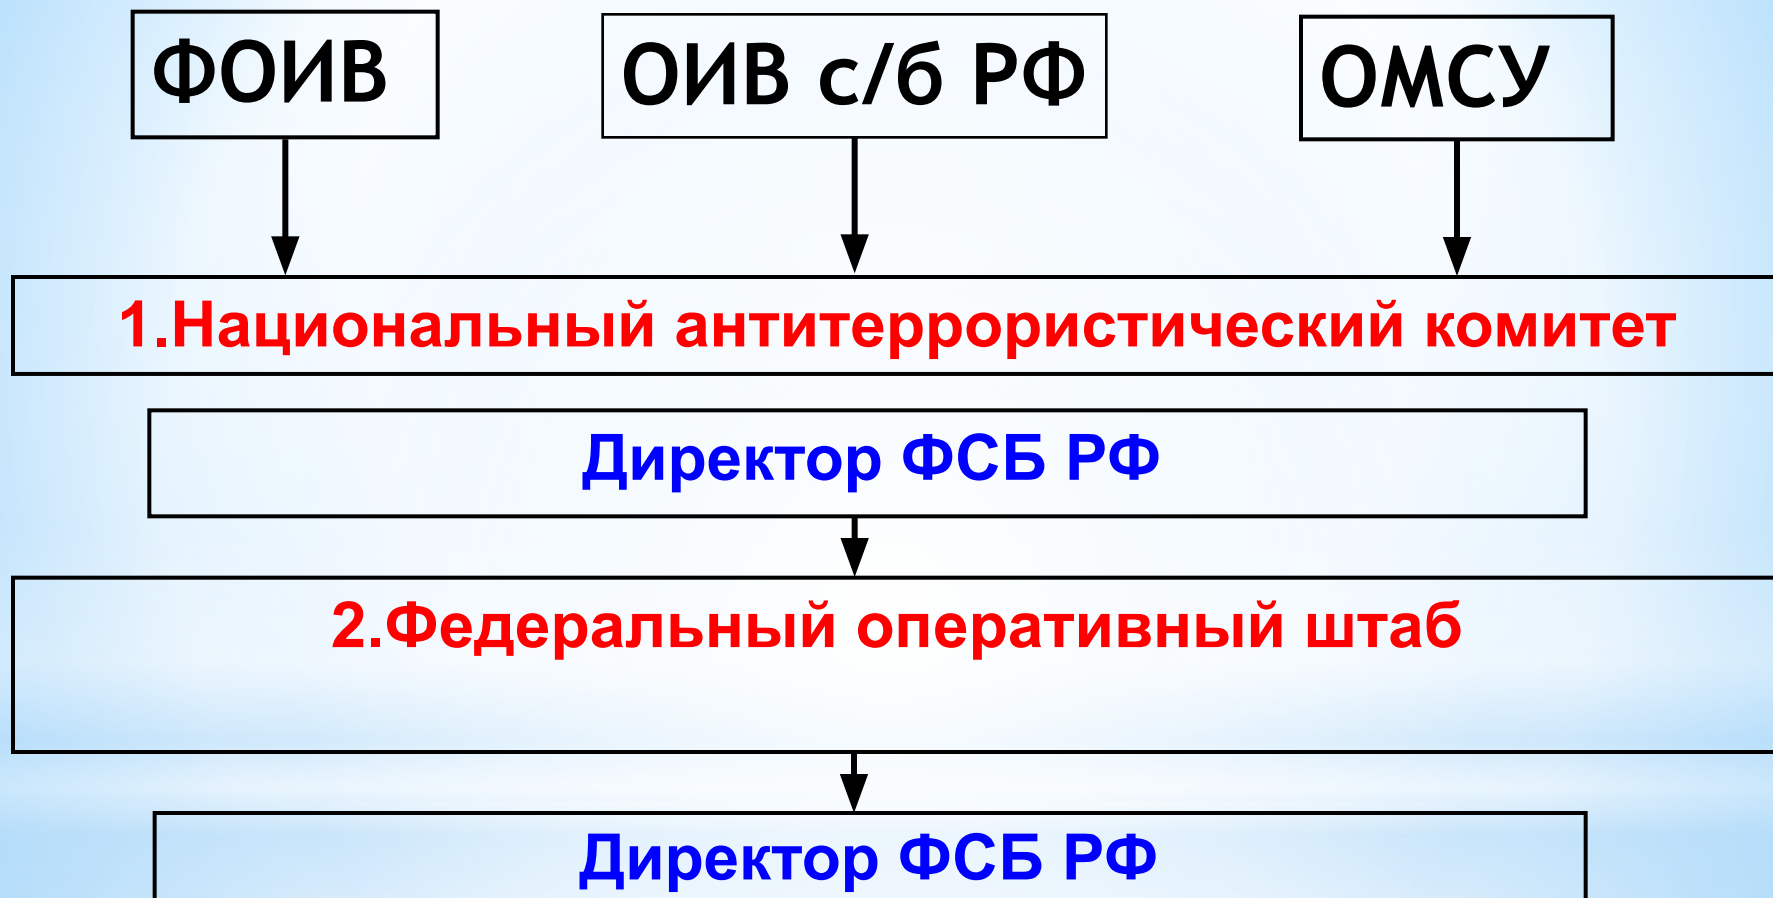 ФОИВ
ОИВ с/б РФ
ОМСУ
1.Национальный антитеррористический комитет
Директор ФСБ РФ
2.Федеральный оперативный штаб
Директор ФСБ РФ